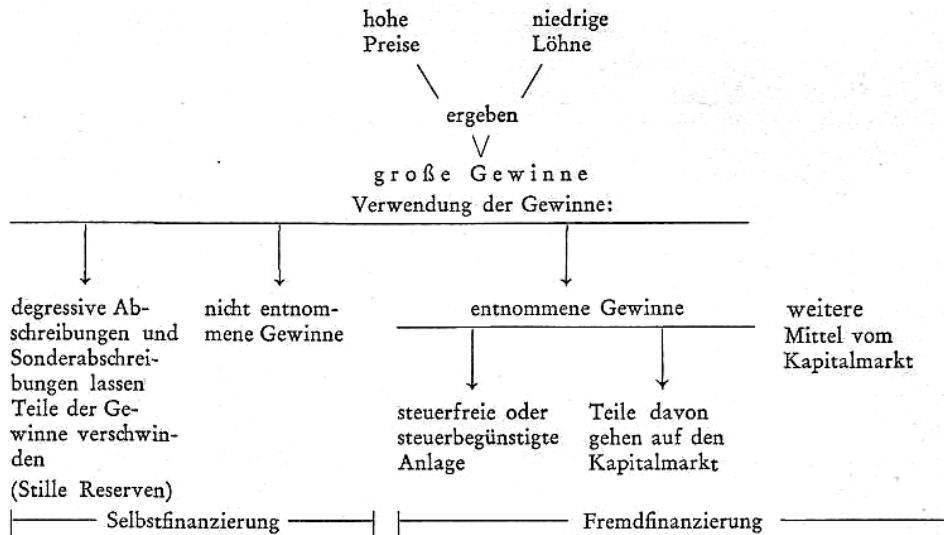 hohe
Preise
niedrige
Löhne
ergeben
große Gewinne
Verwendung der Gewinne:
degressive Ab-
schreibungen und
Sonderabschrei-
bungen lassen
Teile der Ge-
winne verschwin-
den
(Stille Reserven)
nicht entnom-
mene Gewinne
entnommene Gewinne
steuerfreie oder
steuerbegünstigte
Anlage
Teile davon
gehen auf den
Kapitalmarkt
weitere
Mittel vom
Kapitalmarkt
Selbstfinanzierung
Fremdfinanzierung